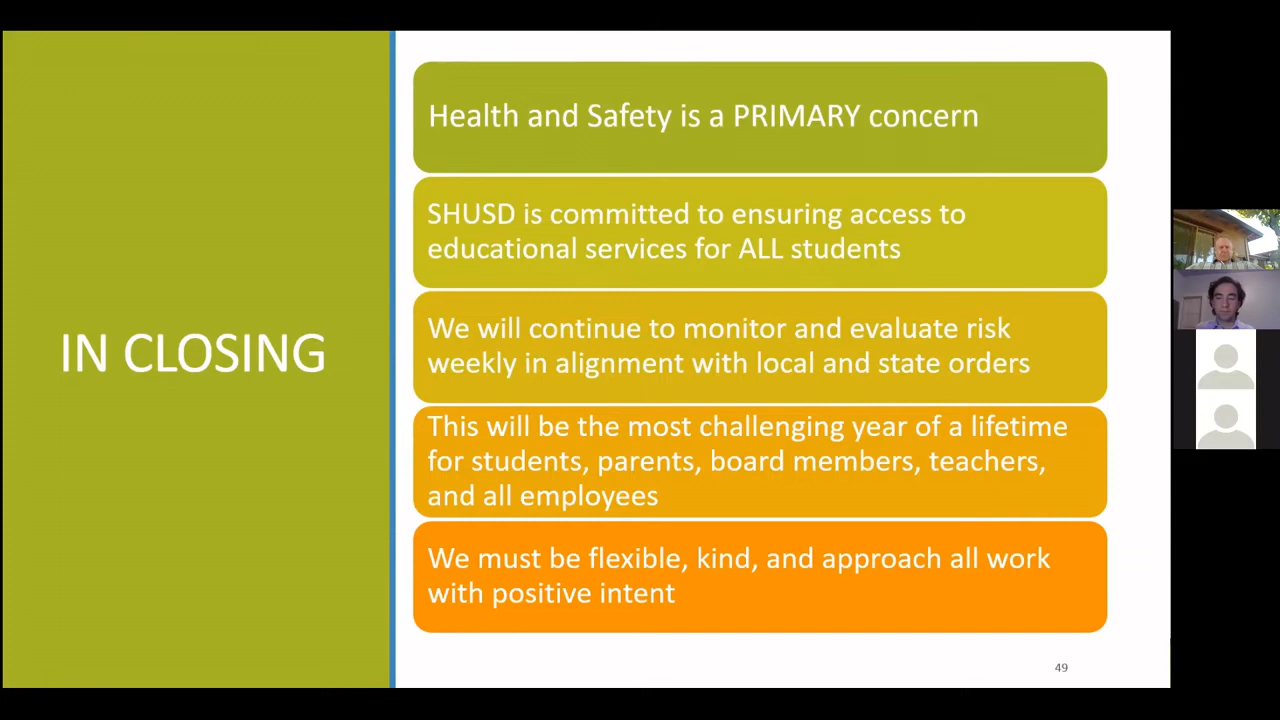 IN CLOSING
Health and Safety is a PRIMARY concern
SHUSD is committed to ensuring access to
educational services for ALL students
We will continue to monitor and evaluate risk
weekly in alignment with local and state orders
This will be the most challenging year of a lifetime
for students, parents, board members, teachers,
and all employees
We must be flexible, kind, and approach all work
with positive intent
49